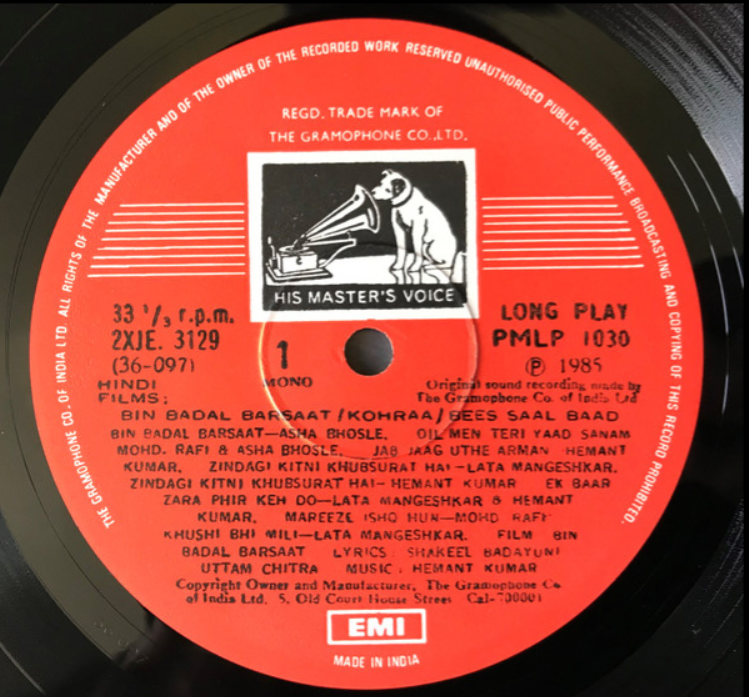 THE GRAMOPHONE CO. OF INDIA LTD. ALL RIGHTS OF THE MANUFACTURER AND OF THE OWNER OF THE RECORDED WORK RESERVED UNAUTHORISED PUBLIC PERFORMANCE BROADCASTING AND COPYING OF THIS RECORD PROHIBITED.
REGD. TRADE MARK OF
THE GRAMOPHONE CO.,LTD.
HIS MASTER'S VOICE
33 1/3 r.p.m.
2XJE. 3129
(36-097)
1
MONO
LONG PLAY
PMLP 1030
℗ 1985
Original sound recording made by
The Gramophone Co. of India Ltd
HINDI
FILMS:
BIN BADAL BARSAAT/KOHRAA/BEES SAAL BAAD
BIN BADAL BARSAAT—ASHA BHOSLE. DIL MEN TERI YAAD SANAM
MOHD. RAFI & ASHA BHOSLE. JAB JAAG UTHE ARMAN HEMANT
KUMAR. ZINDAGI KITNI KHUBSURAT HAI-LATA MANGESHKAR.
ZINDAGI KITNI KHUBSURAT HAI- HEMANT KUMAR EK BAAR
ZARA PHIR KEH DO—LATA MANGESHKAR & HEMANT
KUMAR. MAREEZE ISHQ HUN—MOHD RAFI
KHUSHI BHI MILI—LATA MANGESHKAR. FILM BIN
BADAL BARSAAT LYRICS: SHAKEEL BADAYUNI
UTTAM CHITRA MUSIC: HEMANT KUMAR
Copyright Owner and Manufacturer, The Gramophone Co
of India Ltd. 5, Old Court House Street Cal-700001
EMI
MADE IN INDIA